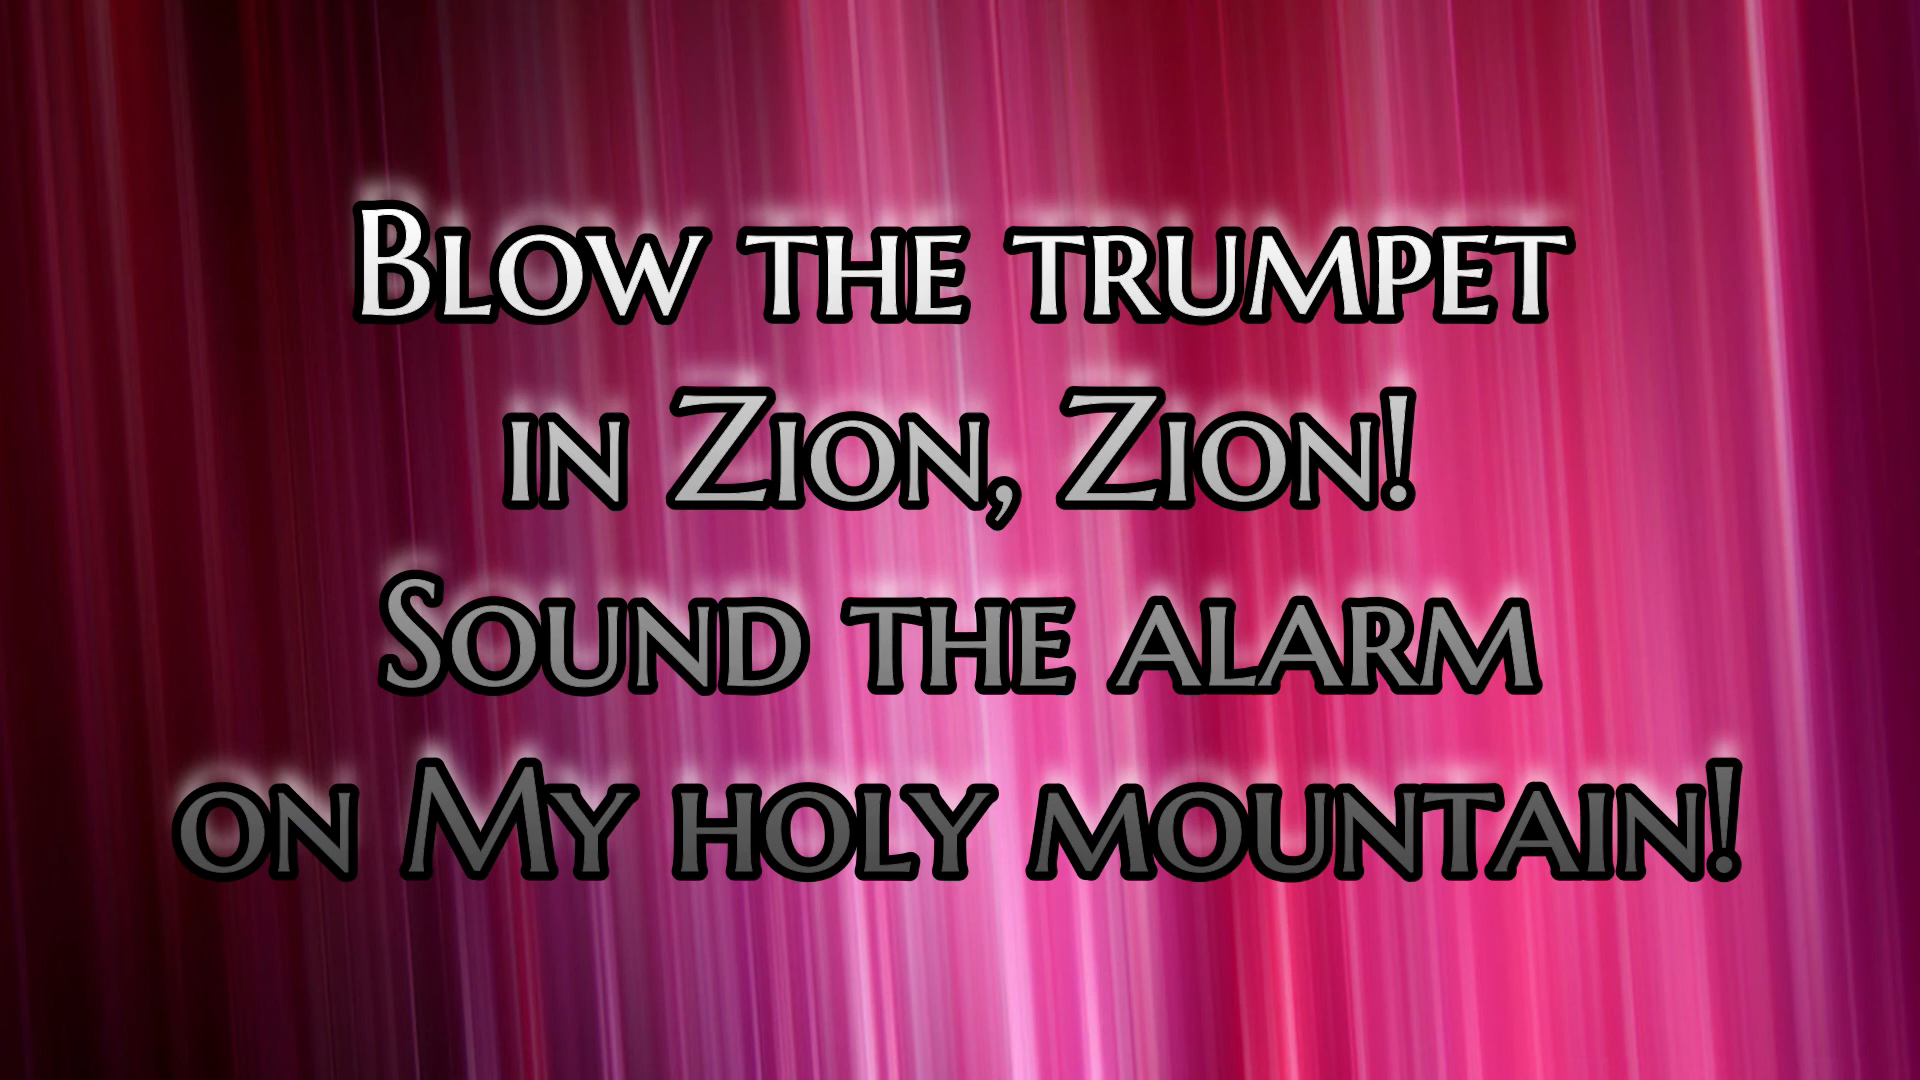 Blow the trumpet
in Zion, Zion!
Sound the alarm
on My holy mountain!